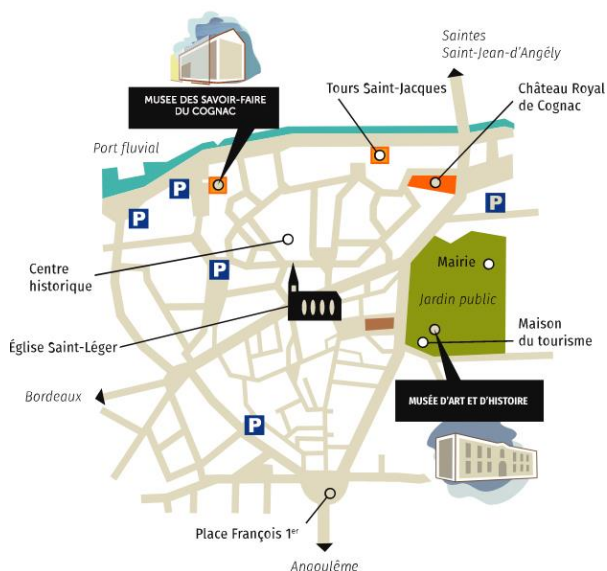 Saintes
Saint-Jean-d'Angély
MUSEE DES SAVOIR-FAIRE
DU COGNAC
Tours Saint-Jacques
Château Royal
de Cognac
Port fluvial
P
P
P
P
P
Centre
historique
Mairie
Jardin public
Église Saint-Léger
Maison
du tourisme
Bordeaux
MUSÉE D'ART ET D'HISTOIRE
Place François 1er
Angoulême